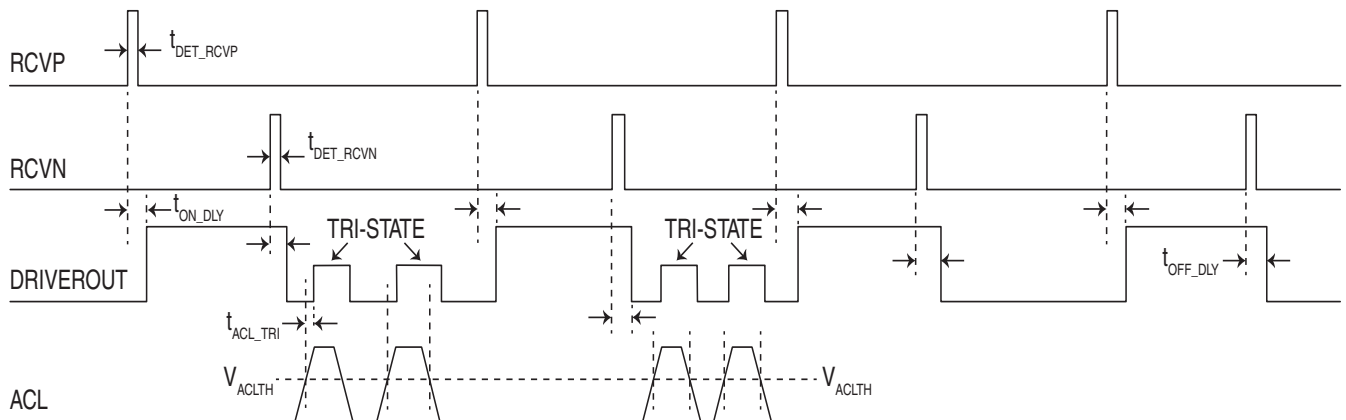 RCVP
tDET_RCVP
RCVN
tDET_RCVN
tON_DLY
TRI-STATE
TRI-STATE
DRIVEROUT
tOFF_DLY
tACL_TRI
VACLTH
VACLTH
ACL